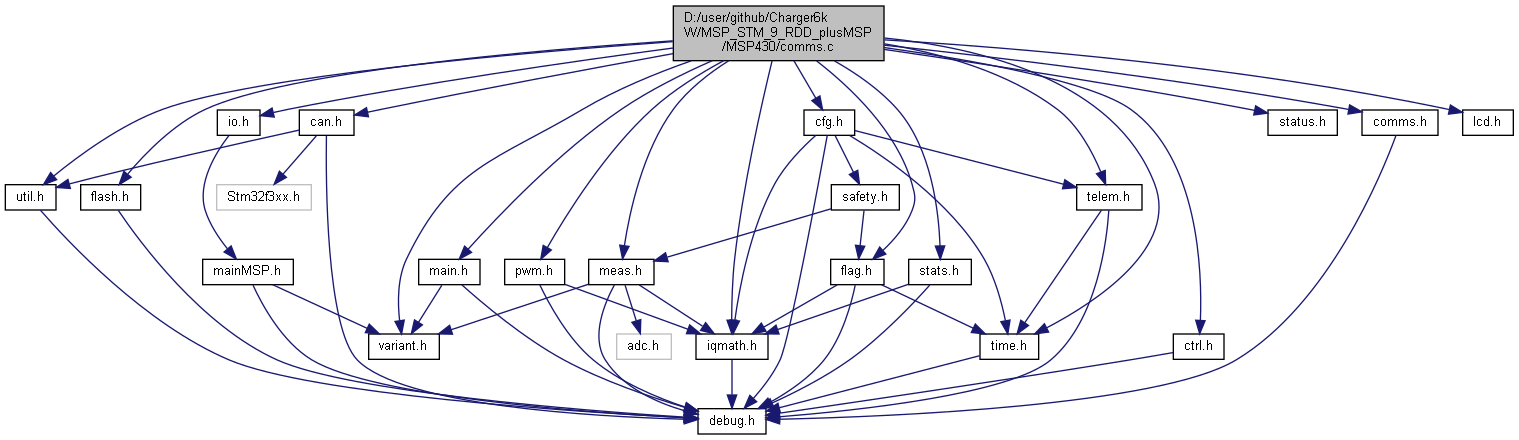 D:/user/github/Charger6k
W/MSP_STM_9_RDD_plusMSP
/MSP430/comms.c
io.h
can.h
cfg.h
status.h
comms.h
lcd.h
util.h
flash.h
Stm32f3xx.h
safety.h
telem.h
mainMSP.h
main.h
pwm.h
meas.h
flag.h
stats.h
variant.h
adc.h
iqmath.h
time.h
ctrl.h
debug.h